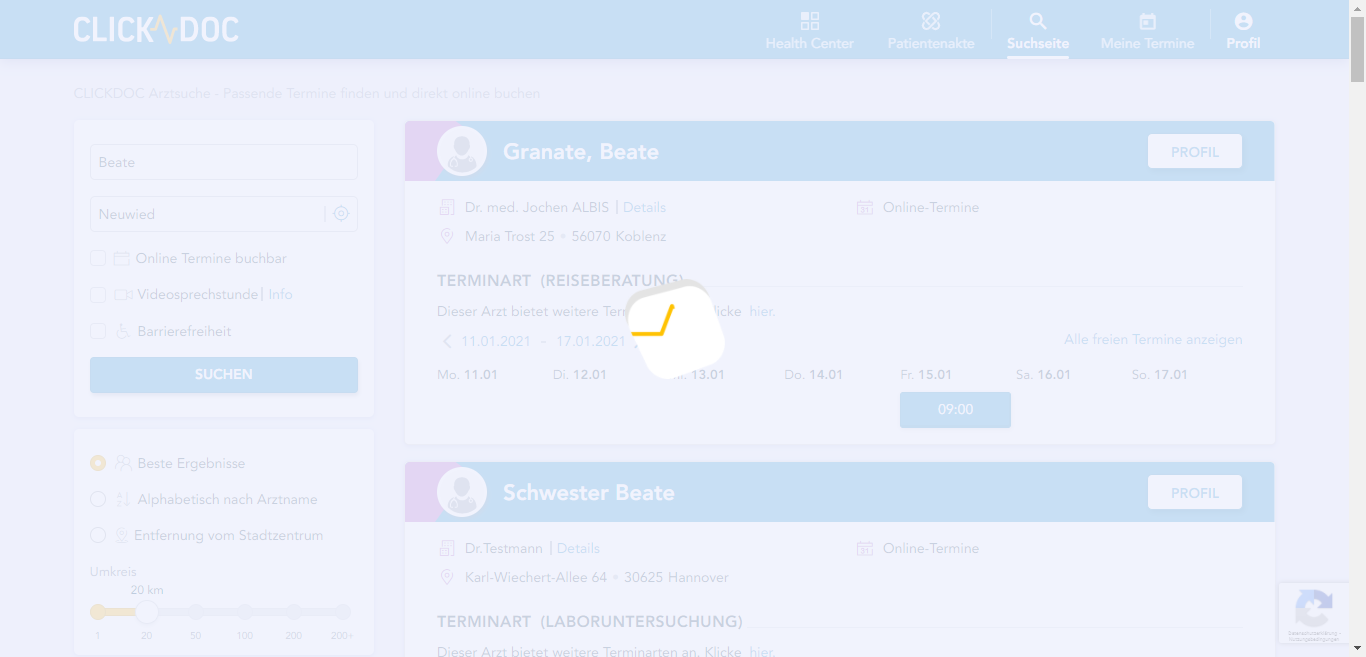 CLICKDOC
Health Center
Patientenakte
Suchseite
Meine Termine
Profil
CLICKDOC Arztsuche - Passende Termine finden und direkt online buchen
Beate
Neuwied
Online Termine buchbar
Videosprechstunde | Info
Barrierefreiheit
SUCHEN
Beste Ergebnisse
Alphabetisch nach Arztname
Entfernung vom Stadtzentrum
Umkreis
20 km
1 20 50 100 200 200+
Granate, Beate
PROFIL
Dr. med. Jochen ALBIS | Details
Online-Termine
Maria Trost 25 • 56070 Koblenz
TERMINART (REISEBERATUNG)
Dieser Arzt bietet weitere hier.
11.01.2021 - 17.01.2021
Alle freien Termine anzeigen
Mo. 11.01 Di. 12.01 13.01 Do. 14.01 Fr. 15.01 Sa. 16.01 So. 17.01
09:00
Schwester Beate
PROFIL
Dr.Testmann | Details
Online-Termine
Karl-Wiechert-Allee 64 • 30625 Hannover
TERMINART (LABORUNTERSUCHUNG)
Dieser Arzt bietet weitere Terminarten an. Klicke hier.
Datenschutzerklärung -
Nutzungsbedingungen